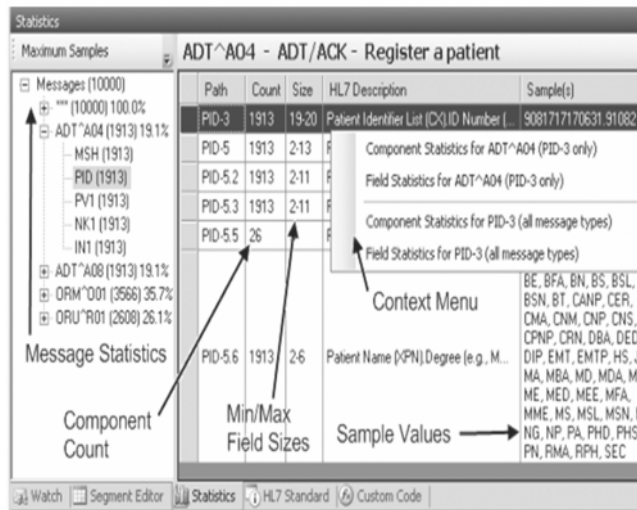 Statistics
Maximum Samples
ADT^A04 - ADT/ACK - Register a patient
Messages (10000)
*** (10000) 100.0%
ADT^A04 (1913) 19.1%
MSH (1913)
PID (1913)
PV1 (1913)
NK1 (1913)
IN1 (1913)
ADT^A08 (1913) 19.1%
ORM^O01 (3566) 35.7%
ORU^R01 (2608) 26.1%
Message Statistics
Path Count Size HL7 Description Sample(s)
PID-3 1913 19-20 Patient Identifier List (CX).ID Number (... 9081717170631.91082
PID-5 1913 2-13
PID-5.2 1913 2-11
PID-5.3 1913 2-11
PID-5.5 26
Component Statistics for ADT^A04 (PID-3 only)
Field Statistics for ADT^A04 (PID-3 only)
Component Statistics for PID-3 (all message types)
Field Statistics for PID-3 (all message types)
Context Menu
PID-5.6 1913 2-6 Patient Name (XPN).Degree (e.g., M...
BE, BFA, BN, BS, BSL,
BSN, BT, CANP, CER,
CMA, CNM, CNP, CNS,
CPNP, CRN, DBA, DED
DIP, EMT, EMTP, HS, J
MA, MBA, MD, MDA, M
ME, MED, MEE, MFA,
MME, MS, MSL, MSN,
NG, NP, PA, PHD, PHS
PN, RMA, RPH, SEC
Component
Count
Min/Max
Field Sizes
Sample Values
Watch Segment Editor Statistics HL7 Standard Custom Code